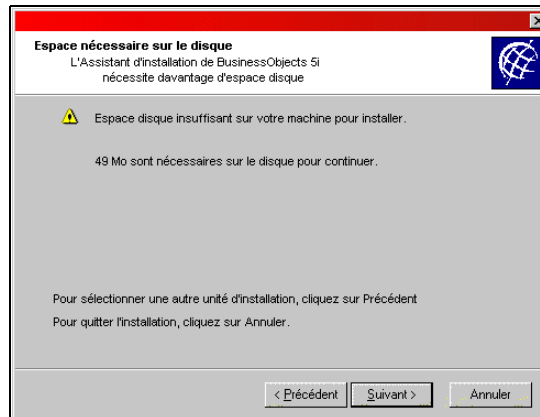 Espace nécessaire sur le disque
L'Assistant d'installation de BusinessObjects 5i
nécessite davantage d'espace disque
Espace disque insuffisant sur votre machine pour installer.
49 Mo sont nécessaires sur le disque pour continuer.
Pour sélectionner une autre unité d'installation, cliquez sur Précédent
Pour quitter l'installation, cliquez sur Annuler.
< Précédent Suivant > Annuler